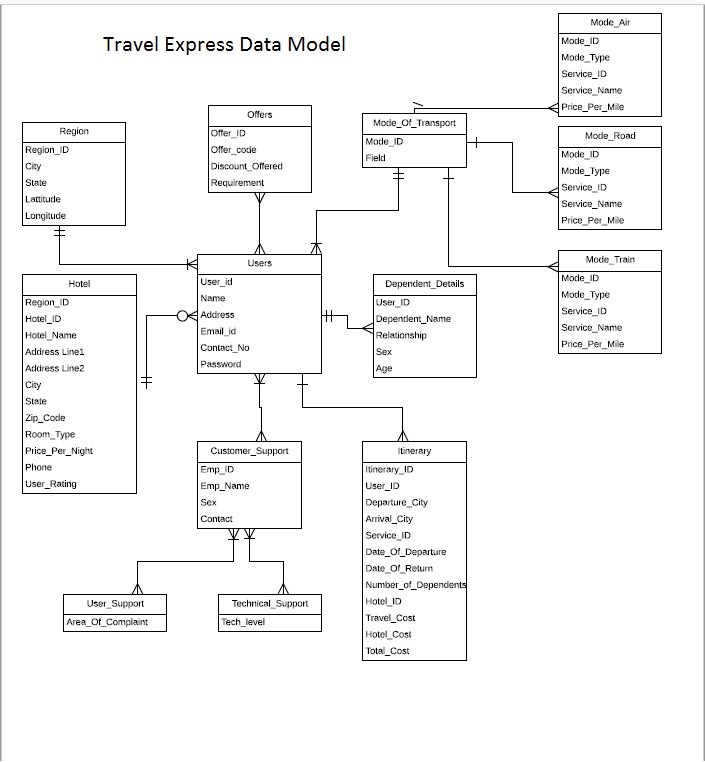 Travel Express Data Model
Mode_Air
Mode_ID
Mode_Type
Service_ID
Service_Name
Price_Per_Mile
Offers
Offer_ID
Offer_code
Discount_Offered
Requirement
Mode_Of_Transport
Mode_ID
Field
Region
Region_ID
City
State
Lattitude
Longitude
Mode_Road
Mode_ID
Mode_Type
Service_ID
Service_Name
Price_Per_Mile
Mode_Train
Mode_ID
Mode_Type
Service_ID
Service_Name
Price_Per_Mile
Users
User_id
Name
Address
Email_id
Contact_No
Password
Hotel
Region_ID
Hotel_ID
Hotel_Name
Address Line1
Address Line2
City
State
Zip_Code
Room_Type
Price_Per_Night
Phone
User_Rating
Dependent_Details
User_ID
Dependent_Name
Relationship
Sex
Age
Customer_Support
Emp_ID
Emp_Name
Sex
Contact
Itinerary
Itinerary_ID
User_ID
Departure_City
Arrival_City
Service_ID
Date_Of_Departure
Date_Of_Return
Number_of_Dependents
Hotel_ID
Travel_Cost
Hotel_Cost
Total_Cost
User_Support
Area_Of_Complaint
Technical_Support
Tech_level